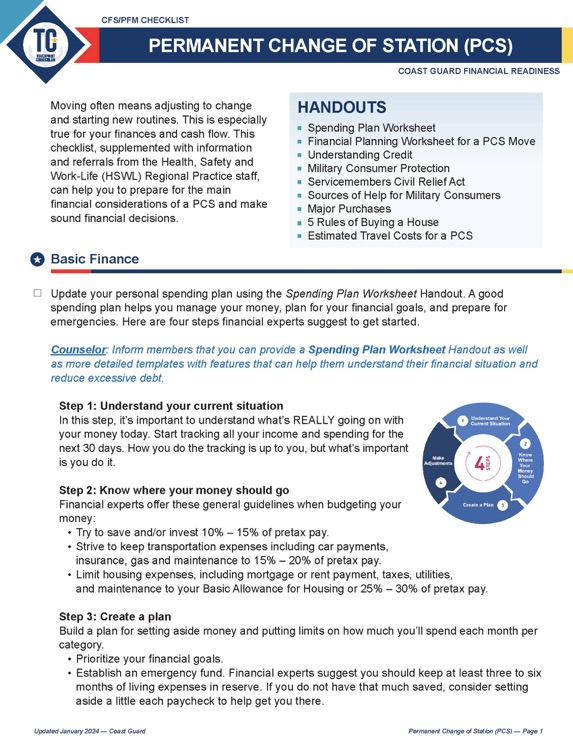 CFS/PFM CHECKLIST
TC
PERMANENT CHANGE OF STATION (PCS)
COAST GUARD FINANCIAL READINESS
Moving often means adjusting to change
and starting new routines. This is especially
true for your finances and cash flow. This
checklist, supplemented with information
and referrals from the Health, Safety and
Work-Life (HSWL) Regional Practice staff,
can help you to prepare for the main
financial considerations of a PCS and make
sound financial decisions.
HANDOUTS
Spending Plan Worksheet
Financial Planning Worksheet for a PCS Move
Understanding Credit
Military Consumer Protection
Servicemembers Civil Relief Act
Sources of Help for Military Consumers
Major Purchases
5 Rules of Buying a House
Estimated Travel Costs for a PCS
Basic Finance
☐ Update your personal spending plan using the Spending Plan Worksheet Handout. A good
spending plan helps you manage your money, plan for your financial goals, and prepare for
emergencies. Here are four steps financial experts suggest to get started.
Counselor: Inform members that you can provide a Spending Plan Worksheet Handout as well
as more detailed templates with features that can help them understand their financial situation and
reduce excessive debt.
Step 1: Understand your current situation
In this step, it's important to understand what's REALLY going on with
your money today. Start tracking all your income and spending for the
next 30 days. How you do the tracking is up to you, but what's important
is you do it.
Step 2: Know where your money should go
Financial experts offer these general guidelines when budgeting your
money:
• Try to save and/or invest 10% – 15% of pretax pay.
• Strive to keep transportation expenses including car payments,
insurance, gas and maintenance to 15% – 20% of pretax pay.
• Limit housing expenses, including mortgage or rent payment, taxes, utilities,
and maintenance to your Basic Allowance for Housing or 25% – 30% of pretax pay.
1 Understand Your
Current Situation
2
Know
Where
Your
Money
Should
Go
Create a Plan 3
Make
Adjustments
4
4 STEPS
Step 3: Create a plan
Build a plan for setting aside money and putting limits on how much you'll spend each month per
category.
• Prioritize your financial goals.
• Establish an emergency fund. Financial experts suggest you should keep at least three to six
months of living expenses in reserve. If you do not have that much saved, consider setting
aside a little each paycheck to help get you there.
Updated January 2024 — Coast Guard
Permanent Change of Station (PCS) — Page 1